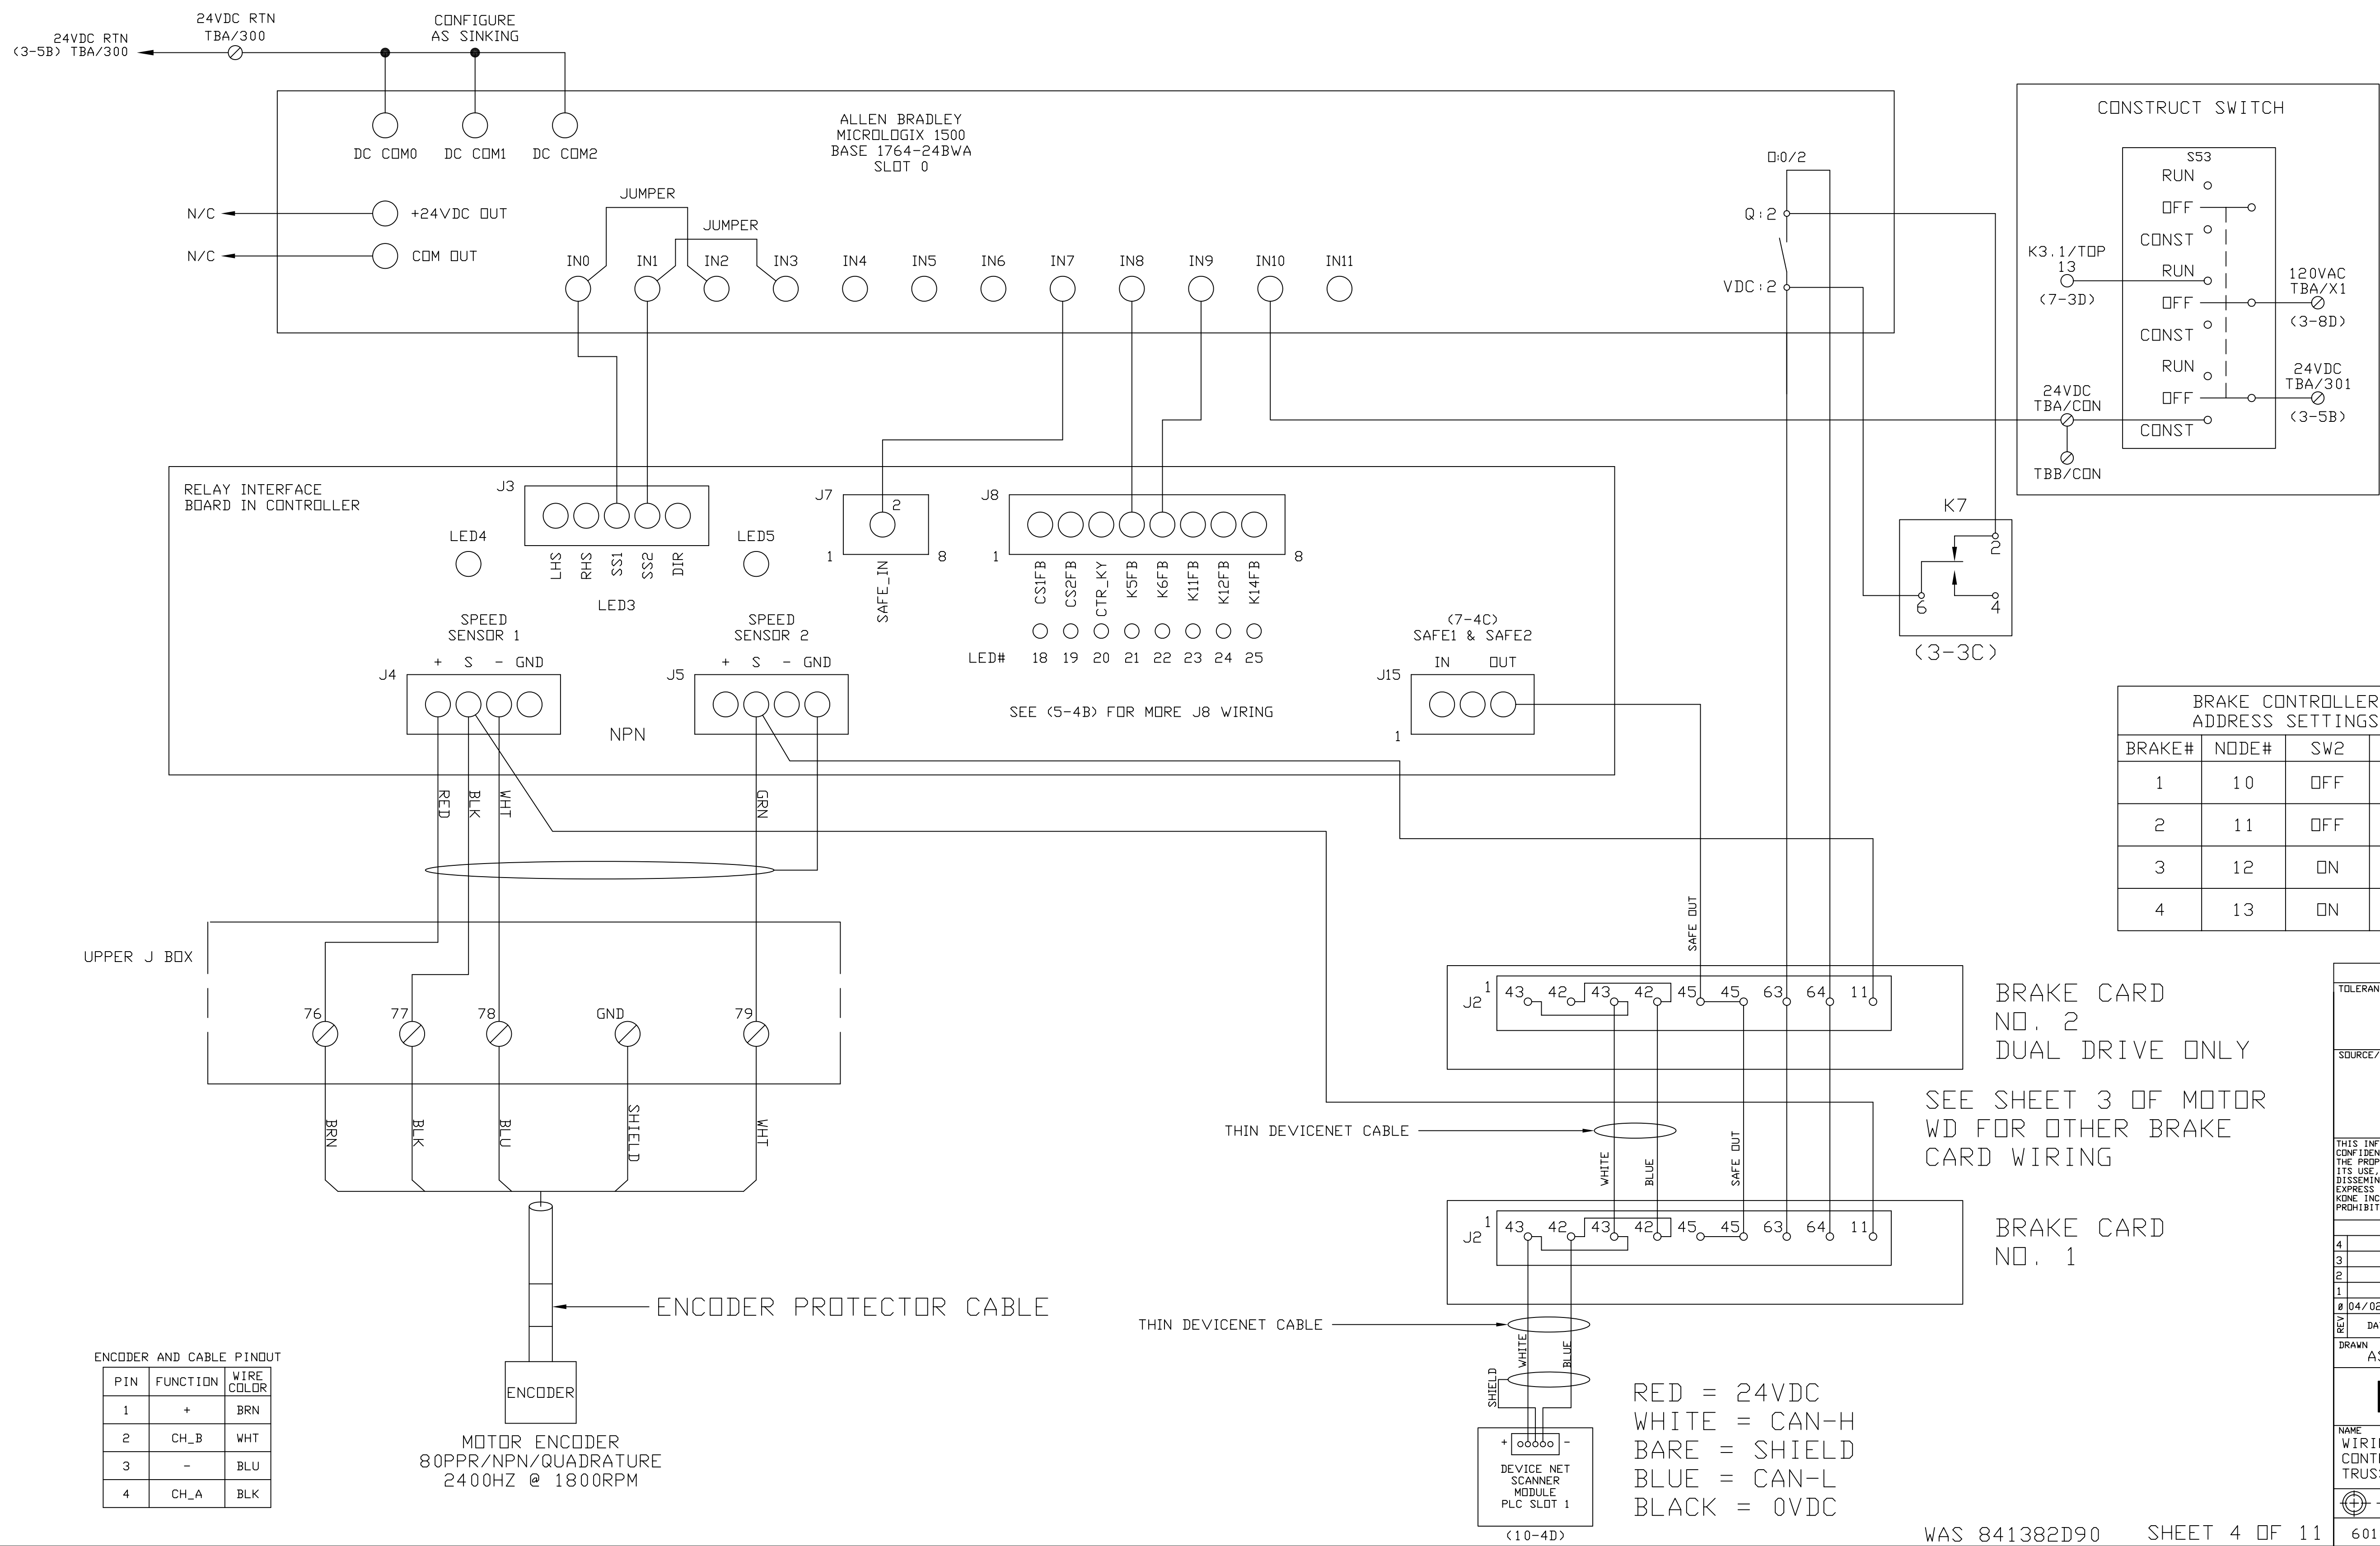 24VDC RTN
TBA/300
24VDC RTN
(3-5B) TBA/300
CONFIGURE
AS SINKING
DC COM0
DC COM1
DC COM2
ALLEN BRADLEY
MICROLOGIX 1500
BASE 1764-24BWA
SLOT 0
N/C
+24VDC OUT
N/C
COM OUT
JUMPER
JUMPER
IN0
IN1
IN2
IN3
IN4
IN5
IN6
IN7
IN8
IN9
IN10
IN11
O:0/2
Q:2
VDC:2
CONSTRUCT SWITCH
S53
RUN
OFF
CONST
RUN
OFF
CONST
RUN
OFF
CONST
K3.1/TOP
13
(7-3D)
120VAC
TBA/X1
(3-8D)
24VDC
TBA/301
(3-5B)
24VDC
TBA/CON
TBB/CON
K7
2
6
4
(3-3C)
RELAY INTERFACE
BOARD IN CONTROLLER
J3
LHS
RHS
SS1
SS2
DIR
LED4
LED3
LED5
J7
2
1
8
SAFE_IN
J8
1
8
CS1FB
CS2FB
CTR_KY
K5FB
K6FB
K11FB
K12FB
K14FB
LED#
18 19 20 21 22 23 24 25
SEE (5-4B) FOR MORE J8 WIRING
SPEED
SENSOR 1
+ S - GND
J4
SPEED
SENSOR 2
+ S - GND
J5
NPN
(7-4C)
SAFE1 & SAFE2
IN OUT
J15
1
RED
BLK
WHT
GRN
UPPER J BOX
76
77
78
GND
79
BRN
BLK
BLU
SHIELD
WHT
ENCODER PROTECTOR CABLE
ENCODER
MOTOR ENCODER
80PPR/NPN/QUADRATURE
2400HZ @ 1800RPM
ENCODER AND CABLE PINOUT
PIN FUNCTION WIRE COLOR
1 + BRN
2 CH_B WHT
3 - BLU
4 CH_A BLK
BRAKE CONTROLLER
ADDRESS SETTINGS
BRAKE# NODE# SW2
1 10 OFF
2 11 OFF
3 12 ON
4 13 ON
SAFE OUT
J2
1
43 42 43 42 45 45 63 64 11
BRAKE CARD
NO. 2
DUAL DRIVE ONLY
SEE SHEET 3 OF MOTOR
WD FOR OTHER BRAKE
CARD WIRING
THIN DEVICENET CABLE
WHITE
BLUE
SAFE OUT
J2
1
43 42 43 42 45 45 63 64 11
BRAKE CARD
NO. 1
THIN DEVICENET CABLE
WHITE
BLUE
SHIELD
+ -
DEVICE NET
SCANNER
MODULE
PLC SLOT 1
(10-4D)
RED = 24VDC
WHITE = CAN-H
BARE = SHIELD
BLUE = CAN-L
BLACK = 0VDC
WAS 841382D90
SHEET 4 OF 11
SOURCE/
ITS USE,
EXPRESS
4
3
2
1
REV
DRAWN
NAME